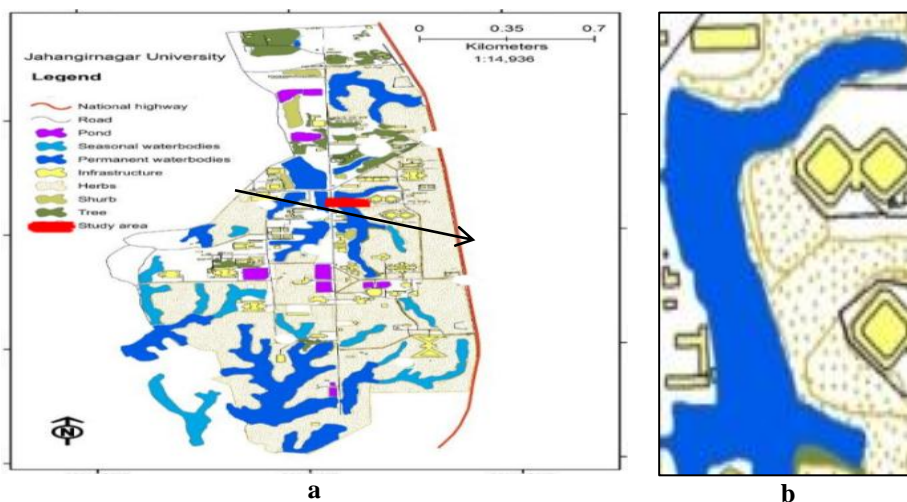 0 0.35 0.7
Kilometers
1:14,936
Jahangirnagar University
Legend
National highway
Road
Pond
Seasonal waterbodies
Permanent waterbodies
Infrastructure
Herbs
Shurb
Tree
Study area
N
a
b